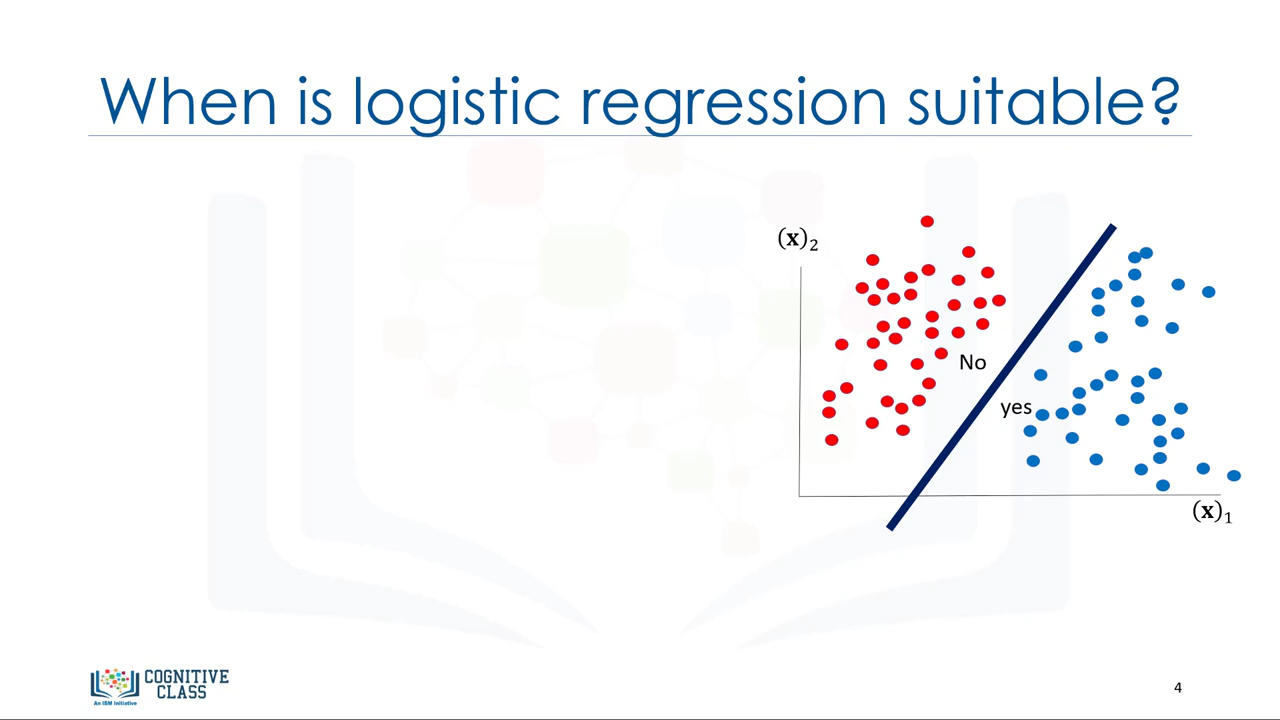 When is logistic regression suitable?
(x)₂
No
yes
(x)₁
COGNITIVE
CLASS
An IBM Initiative
4